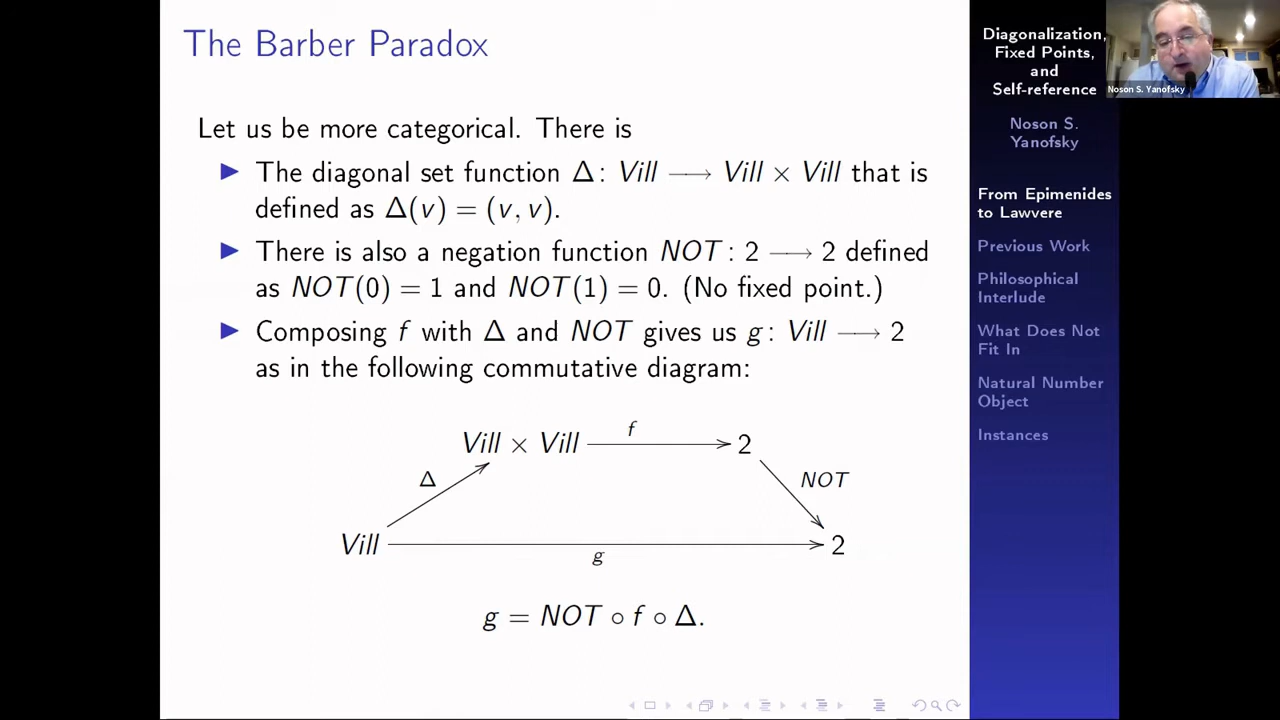 The Barber Paradox
Let us be more categorical. There is
The diagonal set function Δ: Vill ⟶ Vill × Vill that is
defined as Δ(v) = (v, v).
There is also a negation function NOT: 2 ⟶ 2 defined
as NOT(0) = 1 and NOT(1) = 0. (No fixed point.)
Composing f with Δ and NOT gives us g: Vill ⟶ 2
as in the following commutative diagram:
f
Vill × Vill
2
Δ
NOT
Vill
2
g
g = NOT ∘ f ∘ Δ.
Diagonalization,
Fixed Points,
and
Self-reference
Noson S.
Yanofsky
From Epimenides
to Lawvere
Previous Work
Philosophical
Interlude
What Does Not
Fit In
Natural Number
Object
Instances
Noson S. Yanofsky